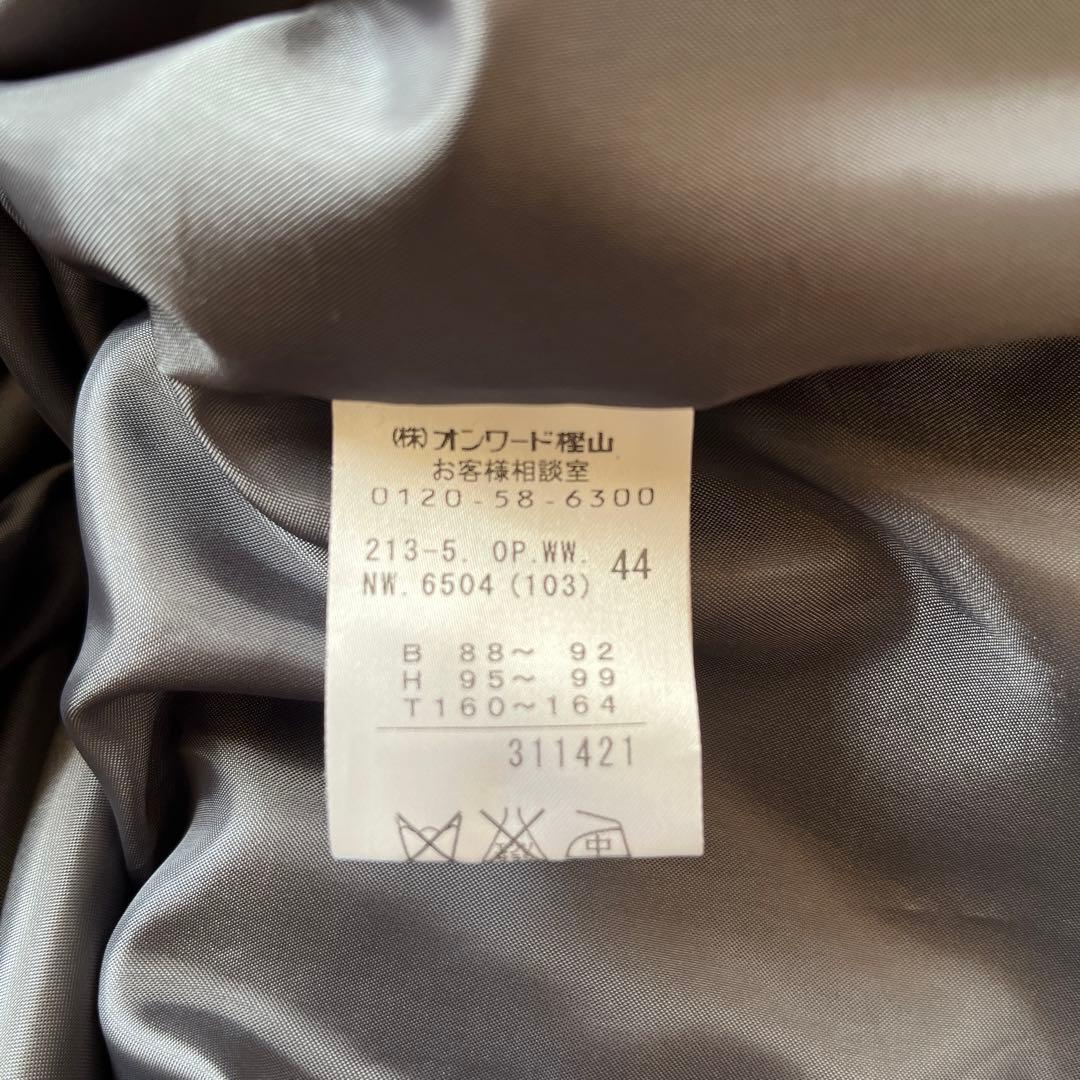 (株)オンワード樫山
お客様相談室
0120-58-6300
213-5. OP.WW. 44
NW. 6504 (103)
B 88～ 92
H 95～ 99
T160～164
311421
中